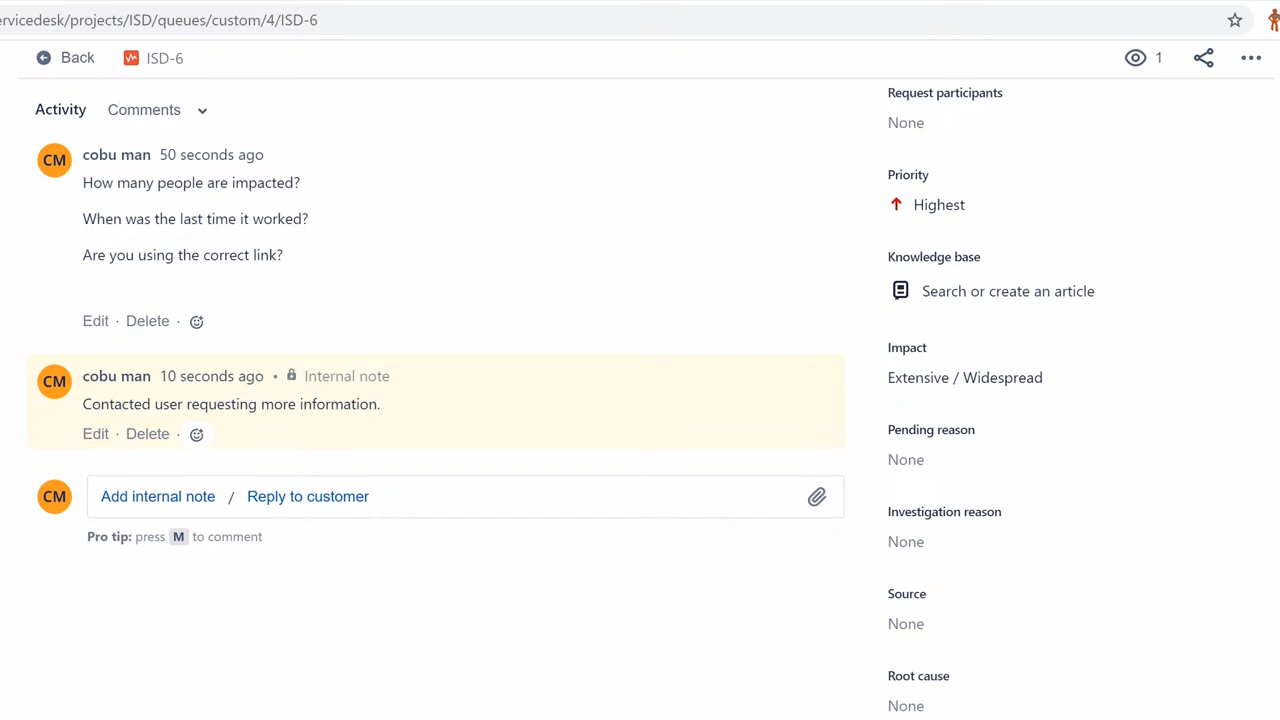 ervicedesk/projects/ISD/queues/custom/4/ISD-6
Back ISD-6 1
Activity Comments
CM cobu man 50 seconds ago
How many people are impacted?
When was the last time it worked?
Are you using the correct link?
Edit · Delete ·
CM cobu man 10 seconds ago • Internal note
Contacted user requesting more information.
Edit · Delete ·
CM Add internal note / Reply to customer
Pro tip: press M to comment
Request participants
None
Priority
Highest
Knowledge base
Search or create an article
Impact
Extensive / Widespread
Pending reason
None
Investigation reason
None
Source
None
Root cause
None